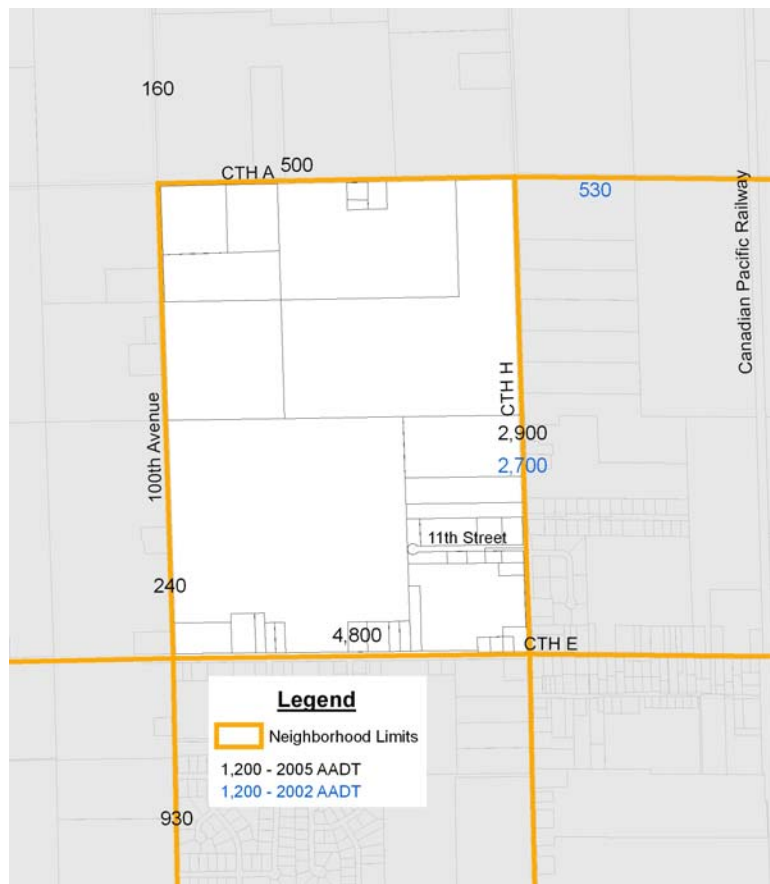 160
CTH A
500
530
Canadian Pacific Railway
CTH H
100th Avenue
2,900
2,700
11th Street
240
4,800
CTH E
Legend
Neighborhood Limits
1,200 - 2005 AADT
1,200 - 2002 AADT
930